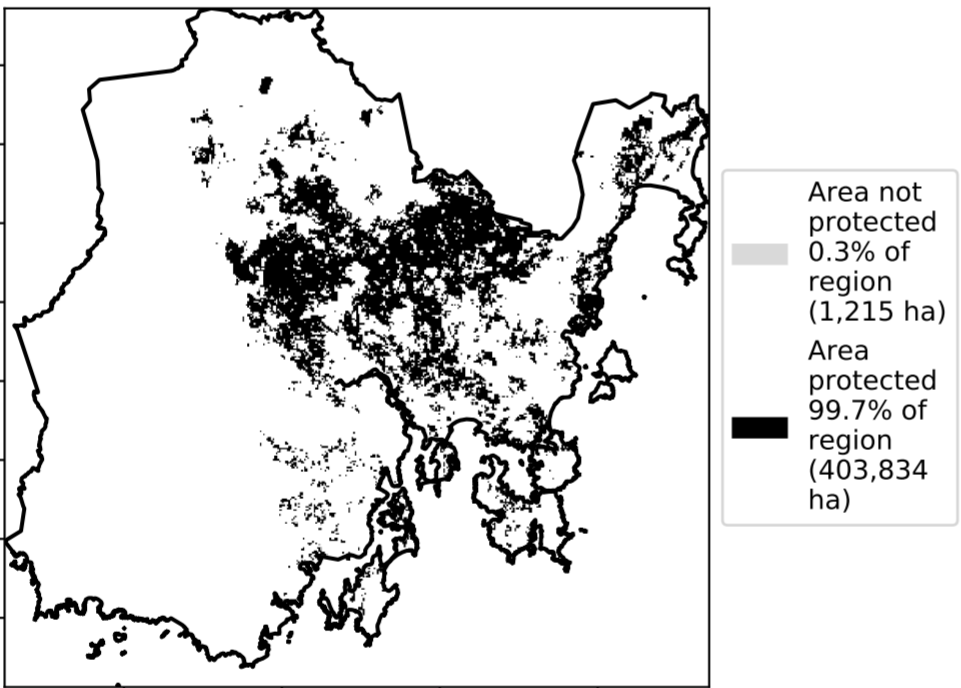 Area not
protected
0.3% of
region
(1,215 ha)
Area
protected
99.7% of
region
(403,834
ha)